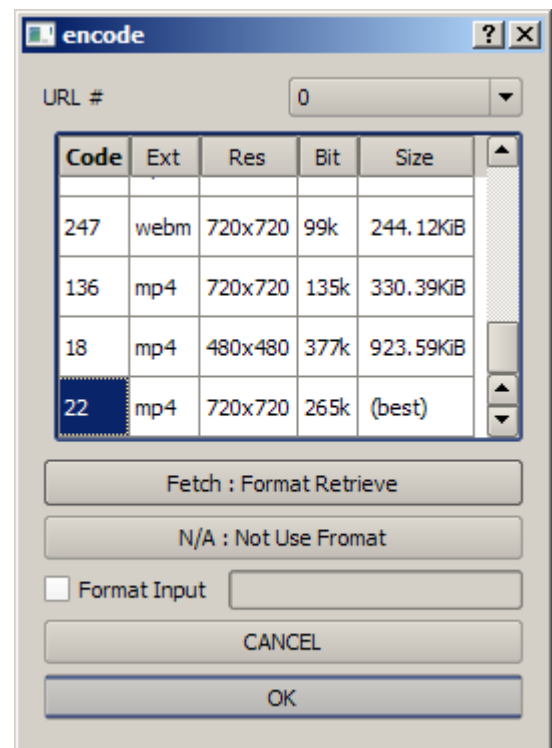 encode
URL # 0
Code Ext Res Bit Size
247 webm 720x720 99k 244.12KiB
136 mp4 720x720 135k 330.39KiB
18 mp4 480x480 377k 923.59KiB
22 mp4 720x720 265k (best)
Fetch : Format Retrieve
N/A : Not Use Fromat
Format Input
CANCEL
OK